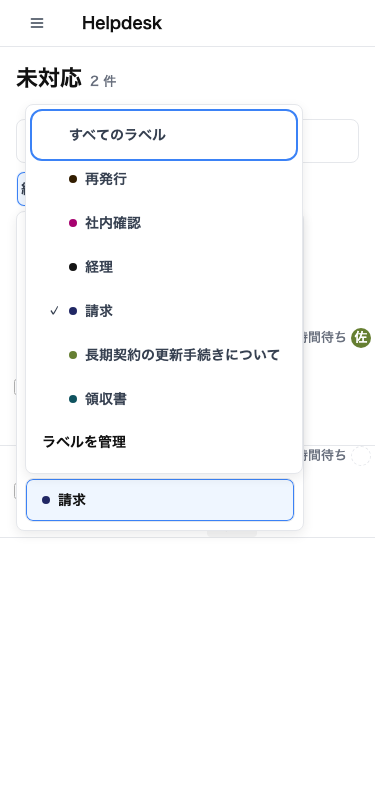 Helpdesk
未対応 2 件
すべてのラベル
再発行
社内確認
経理
✓ 請求
長期契約の更新手続きについて
領収書
ラベルを管理
時間待ち 佐
時間待ち
請求